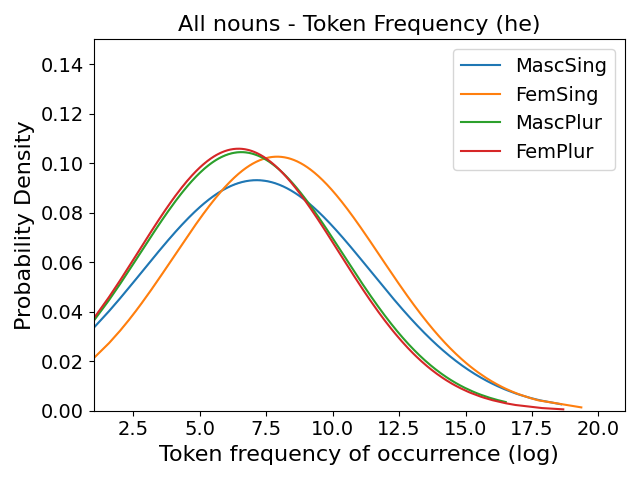 All nouns - Token Frequency (he)
MascSing
FemSing
MascPlur
FemPlur
Probability Density
0.14
0.12
0.10
0.08
0.06
0.04
0.02
0.00
2.5 5.0 7.5 10.0 12.5 15.0 17.5 20.0
Token frequency of occurrence (log)